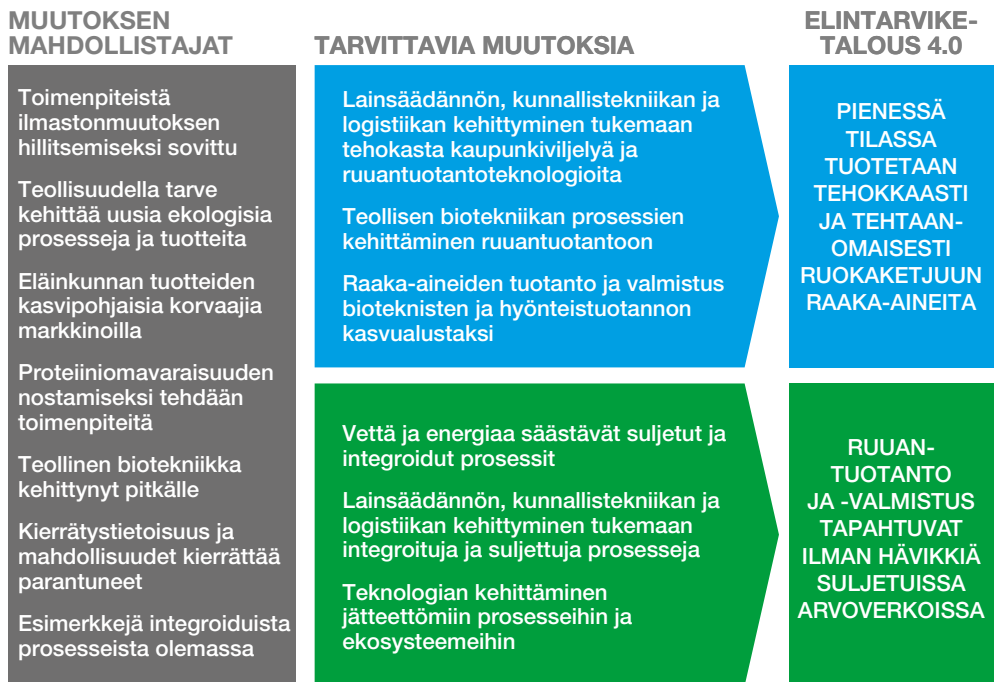 MUUTOKSEN
MAHDOLLISTAJAT
Toimenpiteistä
ilmastonmuutoksen
hillitsemiseksi sovittu
Teollisuudella tarve
kehittää uusia ekologisia
prosesseja ja tuotteita
Eläinkunnan tuotteiden
kasvipohjaisia korvaajia
markkinoilla
Proteiiniomavaraisuuden
nostamiseksi tehdään
toimenpiteitä
Teollinen biotekniikka
kehittynyt pitkälle
Kierrätystietoisuus ja
mahdollisuudet kierrättää
parantuneet
Esimerkkejä integroiduista
prosesseista olemassa
TARVITTAVIA MUUTOKSIA
Lainsäädännön, kunnallistekniikan ja
logistiikan kehittyminen tukemaan
tehokasta kaupunkiviljelyä ja
ruuantuotantoteknologioita
Teollisen biotekniikan prosessien
kehittäminen ruuantuotantoon
Raaka-aineiden tuotanto ja valmistus
bioteknisten ja hyönteistuotannon
kasvualustaksi
Vettä ja energiaa säästävät suljetut ja
integroidut prosessit
Lainsäädännön, kunnallistekniikan ja
logistiikan kehittyminen tukemaan
integroituja ja suljettuja prosesseja
Teknologian kehittäminen
jätteettömiin prosesseihin ja
ekosysteemeihin
ELINTARVIKE-
TALOUS 4.0
PIENESSÄ
TILASSA
TUOTETAAN
TEHOKKAASTI
JA TEHTAAN-
OMAISESTI
RUOKAKETJUUN
RAAKA-AINEITA
RUUAN-
TUOTANTO
JA -VALMISTUS
TAPAHTUVAT
ILMAN HÄVIKKIÄ
SULJETUISSA
ARVOVERKOISSA